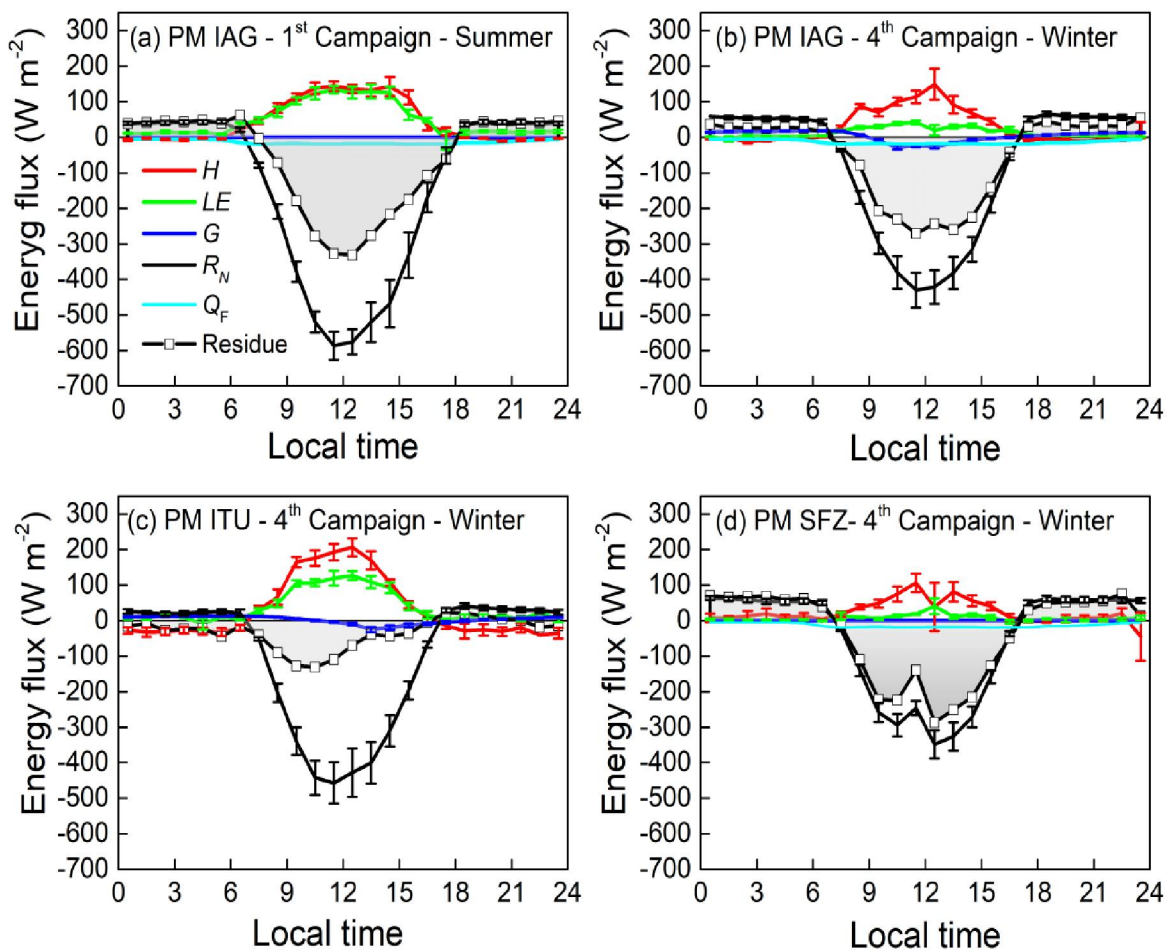 (a) PM IAG - 1st Campaign - Summer
300
200
100
0
-100
-200
-300
-400
-500
-600
-700
Eneryg flux (W m-2)
H
LE
G
RN
QF
Residue
0 3 6 9 12 15 18 21 24
Local time
(b) PM IAG - 4th Campaign - Winter
300
200
100
0
-100
-200
-300
-400
-500
-600
-700
Energy flux (W m-2)
0 3 6 9 12 15 18 21 24
Local time
(c) PM ITU - 4th Campaign - Winter
300
200
100
0
-100
-200
-300
-400
-500
-600
-700
Energy flux (W m-2)
0 3 6 9 12 15 18 21 24
Local time
(d) PM SFZ- 4th Campaign - Winter
300
200
100
0
-100
-200
-300
-400
-500
-600
-700
Energy flux (W m-2)
0 3 6 9 12 15 18 21 24
Local time